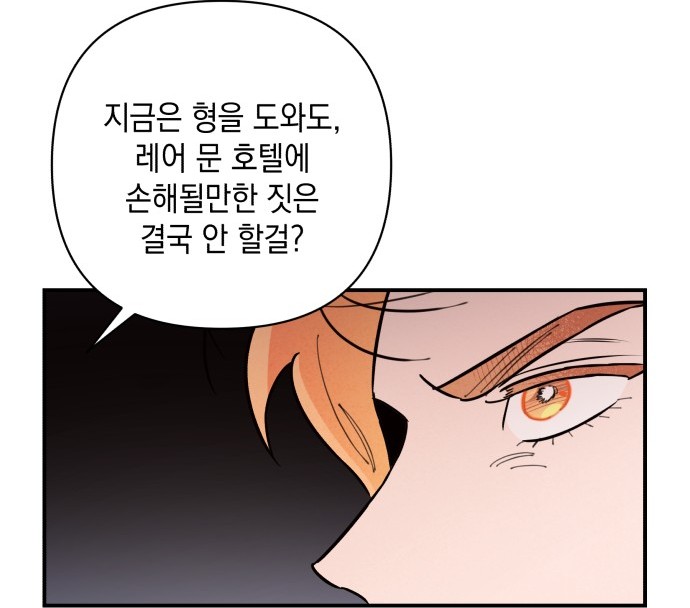 지금은 형을 도와도,
레어 문 호텔에
손해될만한 짓은
결국 안 할걸?